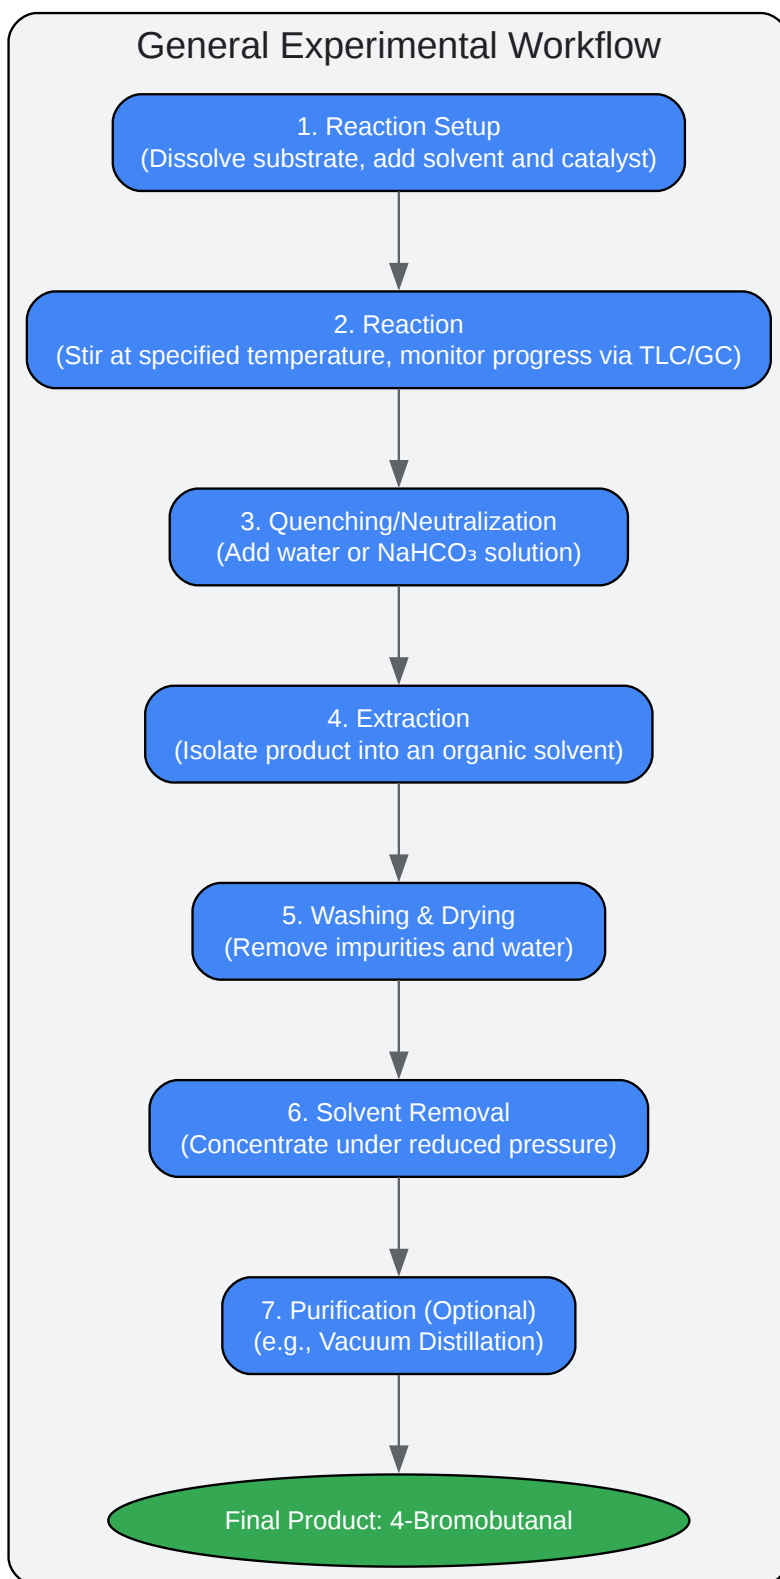 General Experimental Workflow
1. Reaction Setup
(Dissolve substrate, add solvent and catalyst)
2. Reaction
(Stir at specified temperature, monitor progress via TLC/GC)
3. Quenching/Neutralization
(Add water or NaHCO₃ solution)
4. Extraction
(Isolate product into an organic solvent)
5. Washing & Drying
(Remove impurities and water)
6. Solvent Removal
(Concentrate under reduced pressure)
7. Purification (Optional)
(e.g., Vacuum Distillation)
Final Product: 4-Bromobutanal